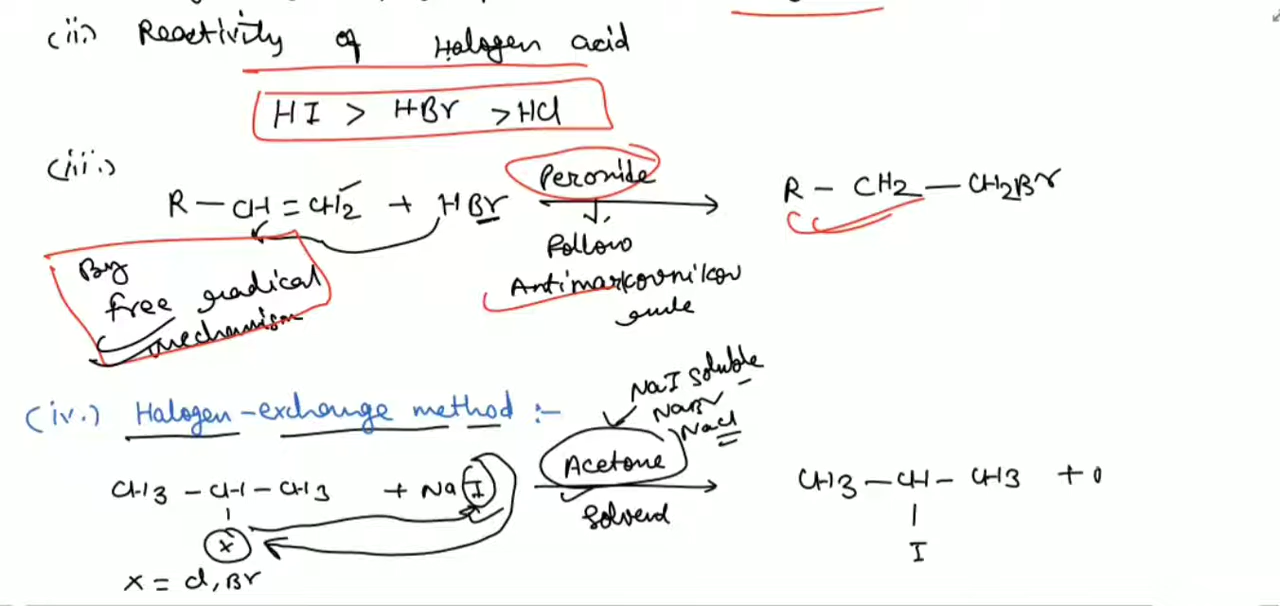 (ii) Reactivity of Halogen acid
HI > HBr > HCl
(iii.)
R - CH = CH2 + HBr
Peroxide
R - CH2 - CH2Br
Follow
Antimarkovnikov
rule
By
free radical
mechanism
(iv.) Halogen-exchange method :-
NaI soluble
NaBr
NaCl
CH3 - CH - CH3 + NaI
Acetone
CH3 - CH - CH3 +
Solvent
X
I
X = Cl, Br